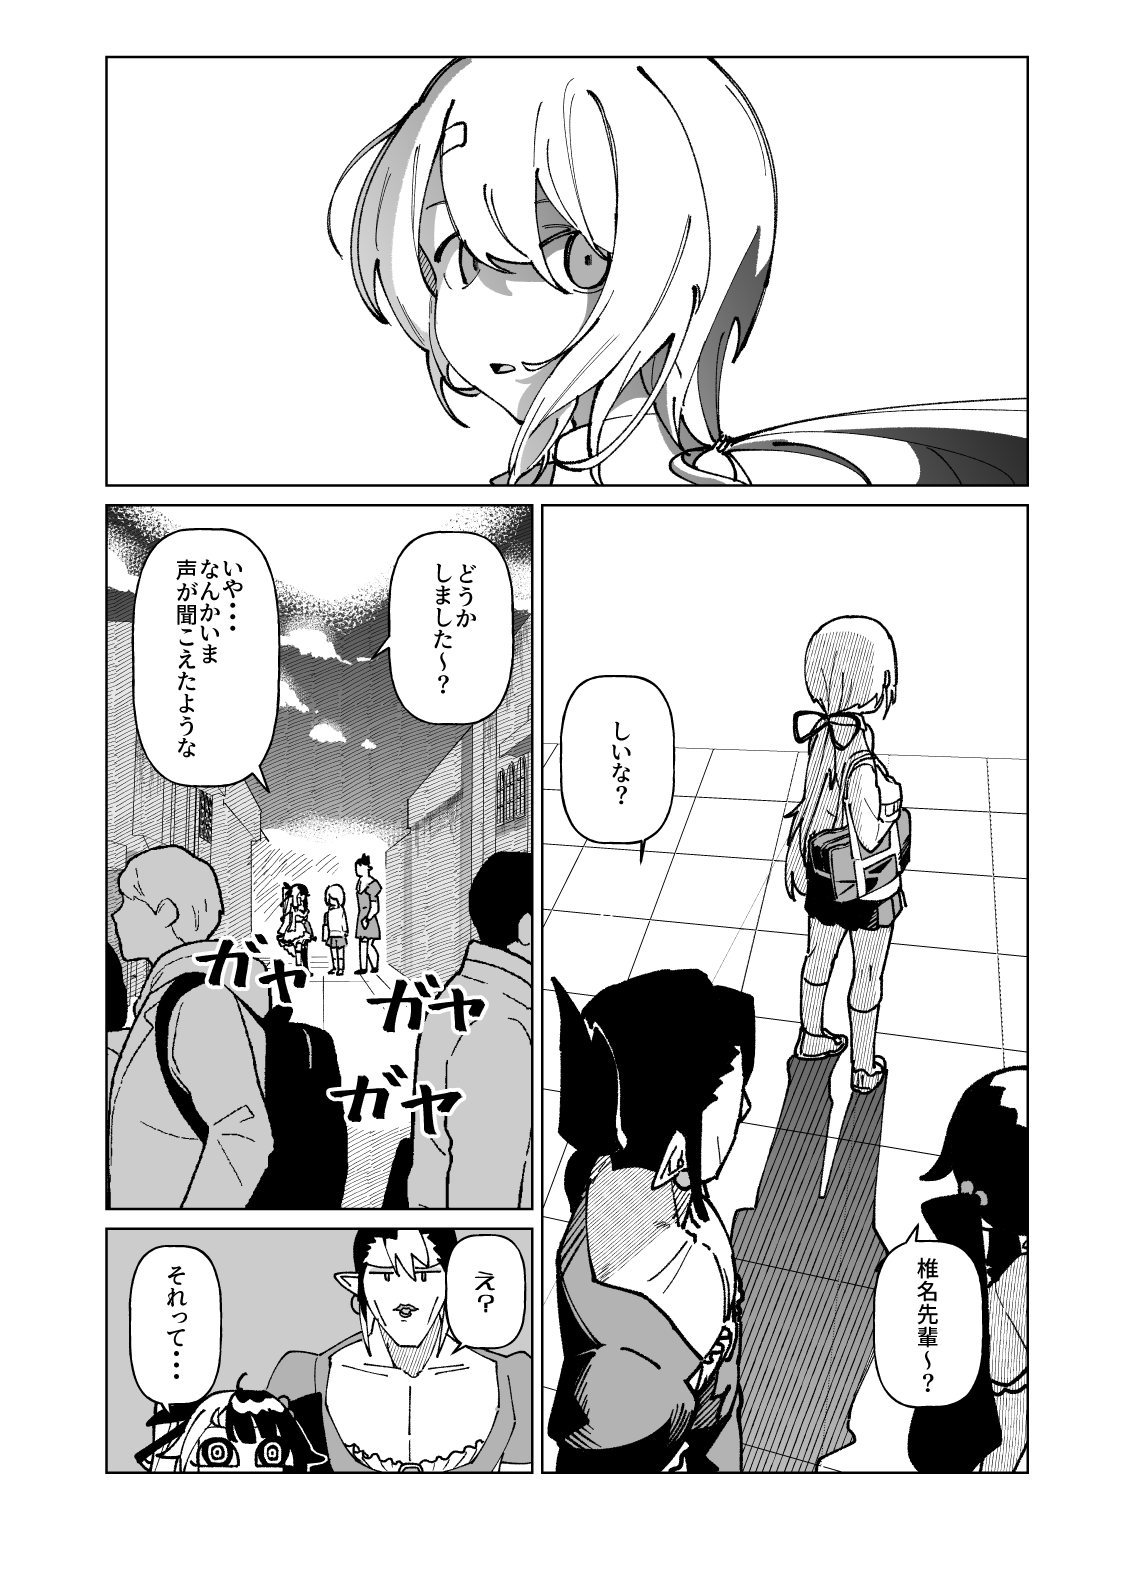 しいな？
椎名先輩～？
どうか
しました～？
いや・・・
なんかいま
声が聞こえたような
ガヤ
ガヤ
ガヤ
え？
それって・・・